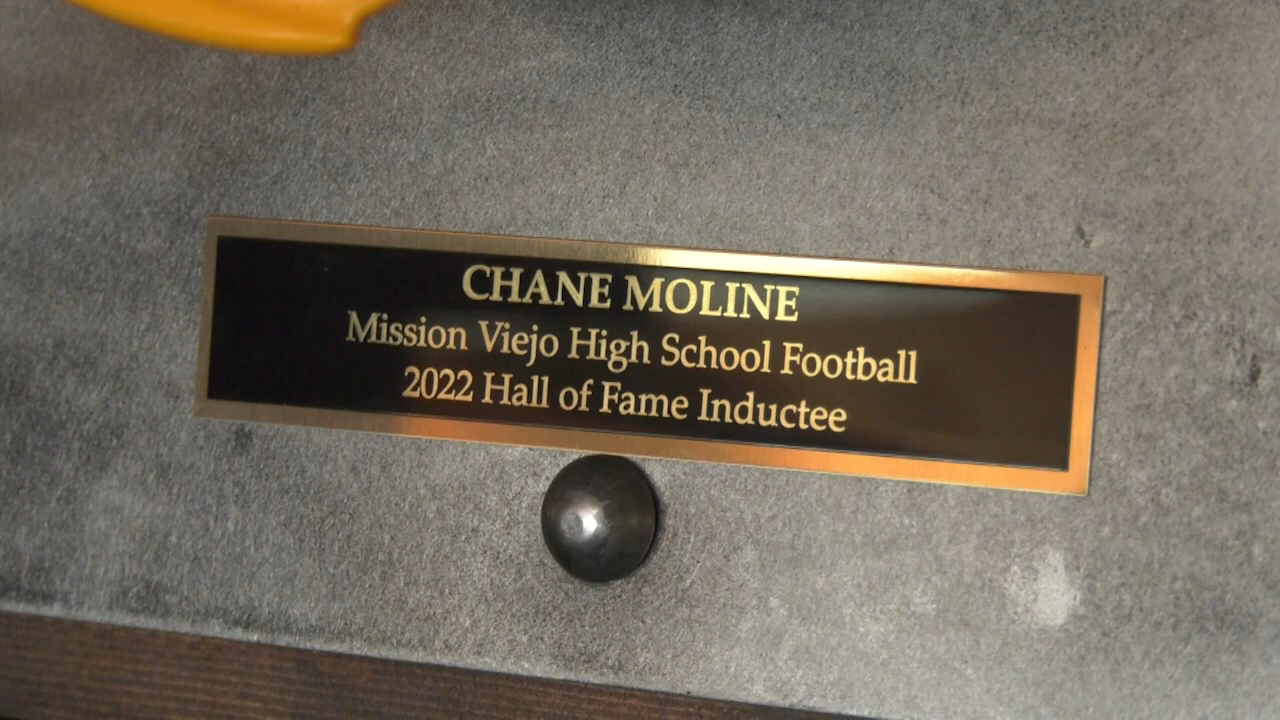 CHANE MOLINE
Mission Viejo High School Football
2022 Hall of Fame Inductee